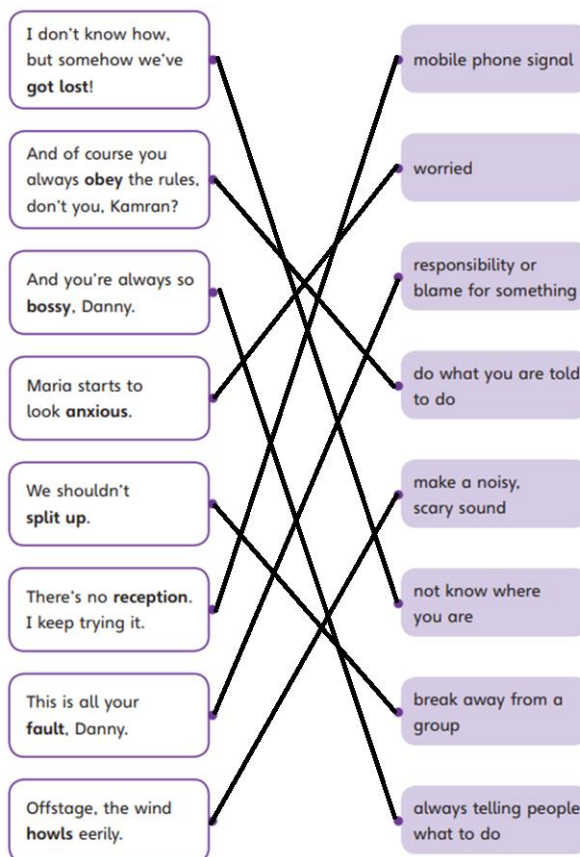 I don't know how,
but somehow we've
got lost!
And of course you
always obey the rules,
don't you, Kamran?
And you're always so
bossy, Danny.
Maria starts to
look anxious.
We shouldn't
split up.
There's no reception.
I keep trying it.
This is all your
fault, Danny.
Offstage, the wind
howls eerily.
mobile phone signal
worried
responsibility or
blame for something
do what you are told
to do
make a noisy,
scary sound
not know where
you are
break away from a
group
always telling people
what to do